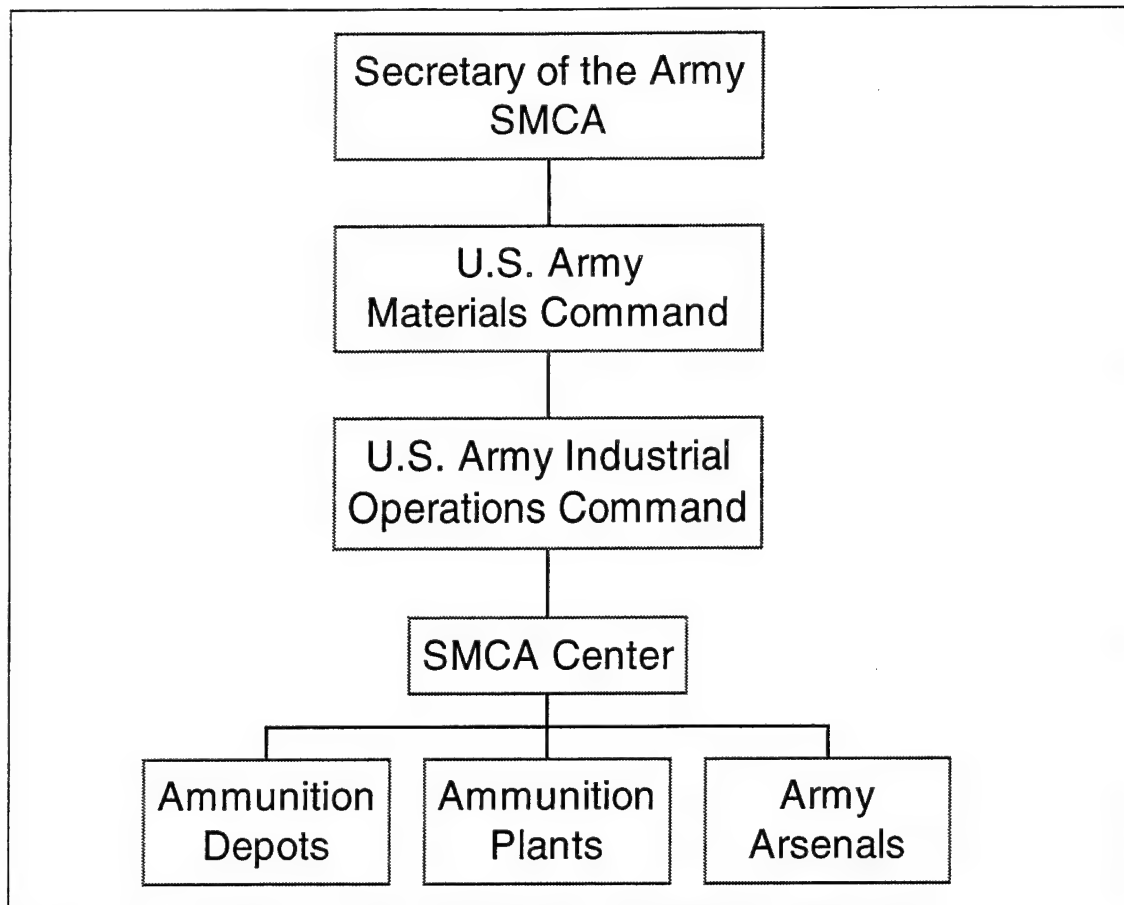 Secretary of the Army
SMCA
U.S. Army
Materials Command
U.S. Army Industrial
Operations Command
SMCA Center
Ammunition
Depots
Ammunition
Plants
Army
Arsenals